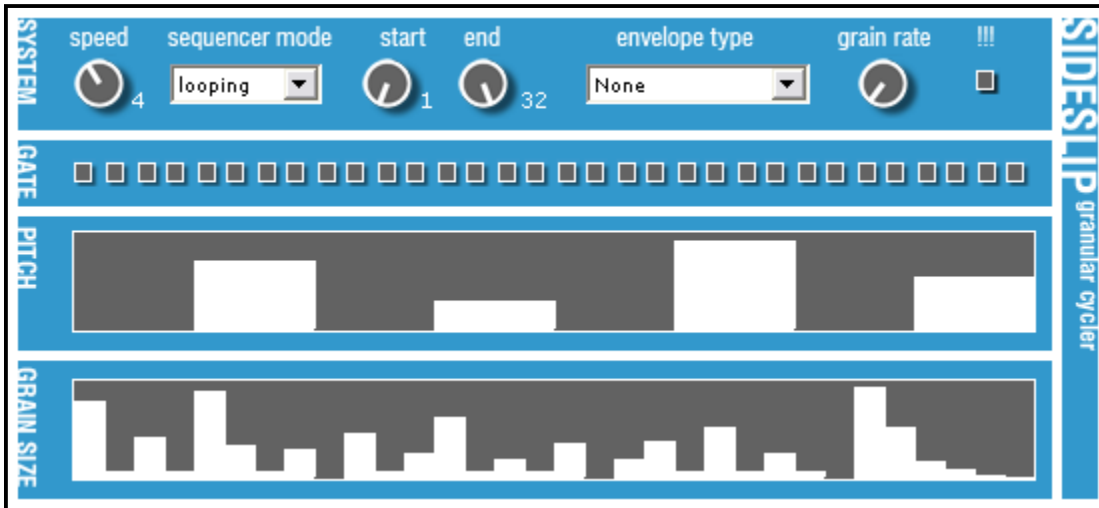 SYSTEM
speed sequencer mode start end envelope type grain rate !!!
4 looping 1 32 None
GATE
PITCH
GRAIN SIZE
SIDESLIP granular cycler